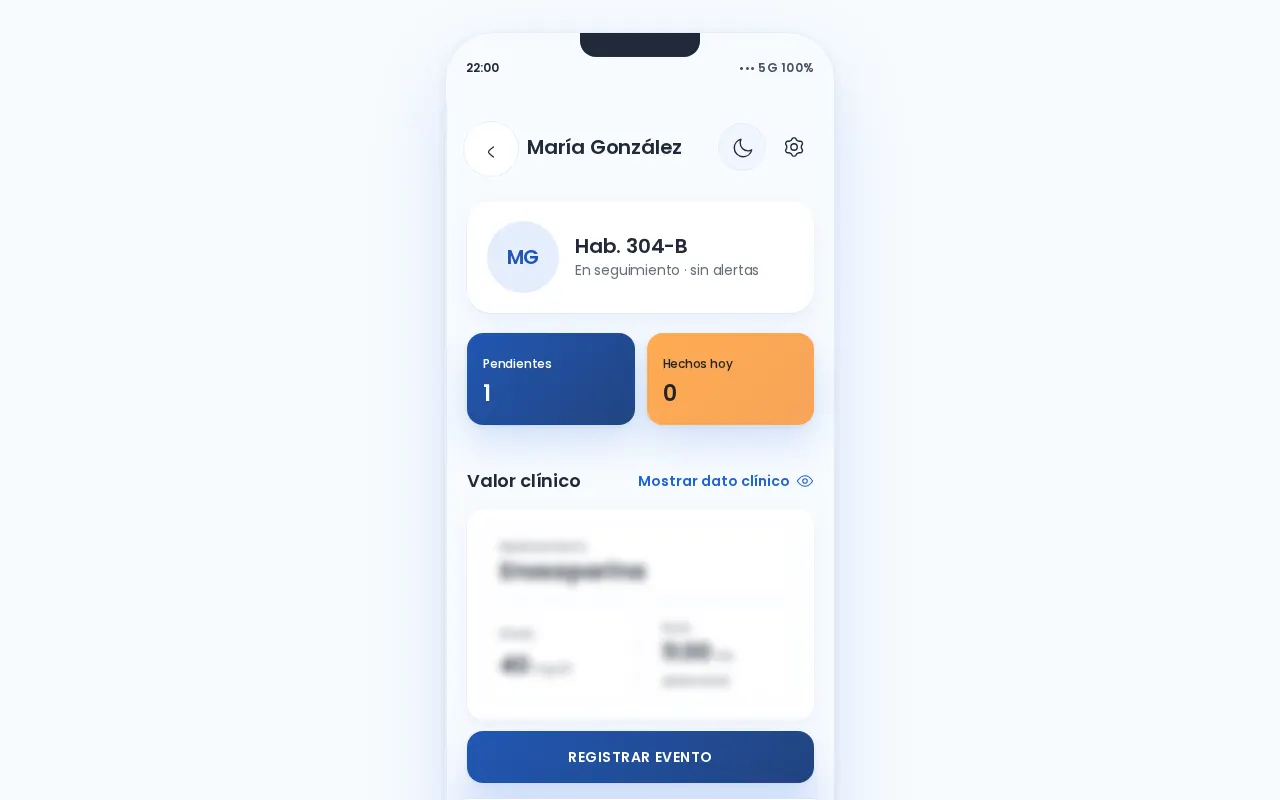 22:00
••• 5G 100%
María González
MG
Hab. 304-B
En seguimiento · sin alertas
Pendientes
1
Hechos hoy
0
Valor clínico
Mostrar dato clínico
REGISTRAR EVENTO